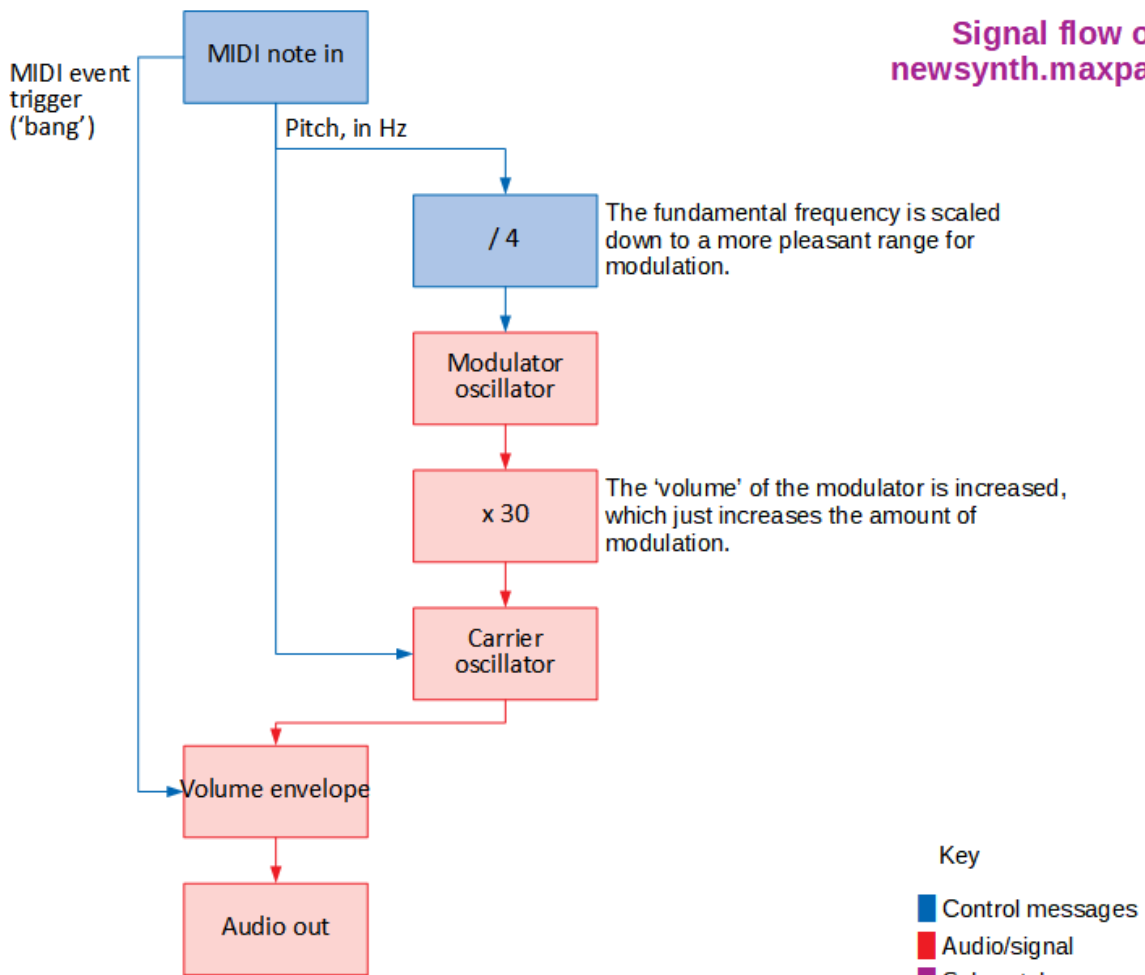 Signal flow o
newsynth.maxpa
MIDI note in
MIDI event
trigger
(‘bang’)
Pitch, in Hz
/ 4
The fundamental frequency is scaled
down to a more pleasant range for
modulation.
Modulator
oscillator
x 30
The ‘volume’ of the modulator is increased,
which just increases the amount of
modulation.
Carrier
oscillator
Volume envelope
Audio out
Key
Control messages
Audio/signal